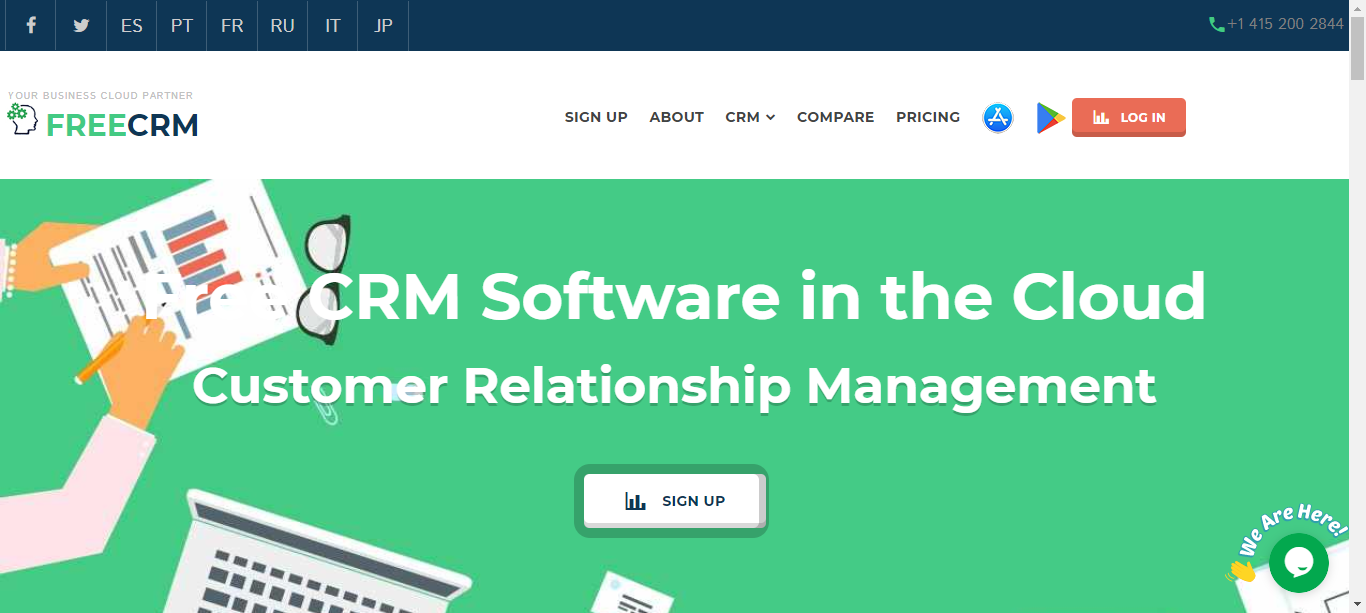 ES PT FR RU IT JP
+1 415 200 2844
YOUR BUSINESS CLOUD PARTNER
FREECRM
SIGN UP ABOUT CRM COMPARE PRICING LOG IN
Free CRM Software in the Cloud
Customer Relationship Management
SIGN UP
We Are Here!